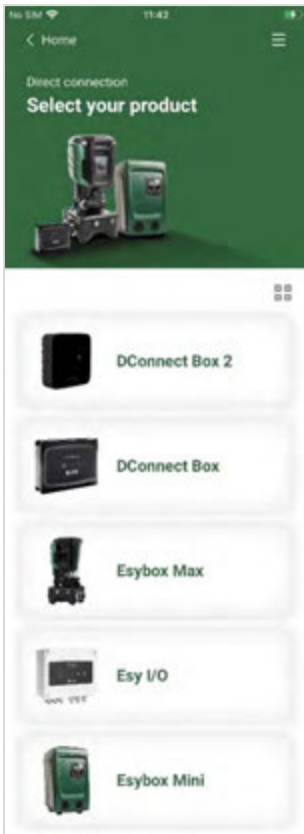 No SIM 11:42
Home
Direct connection
Select your product
DConnect Box 2
DConnect Box
Esybox Max
Esy I/O
Esybox Mini